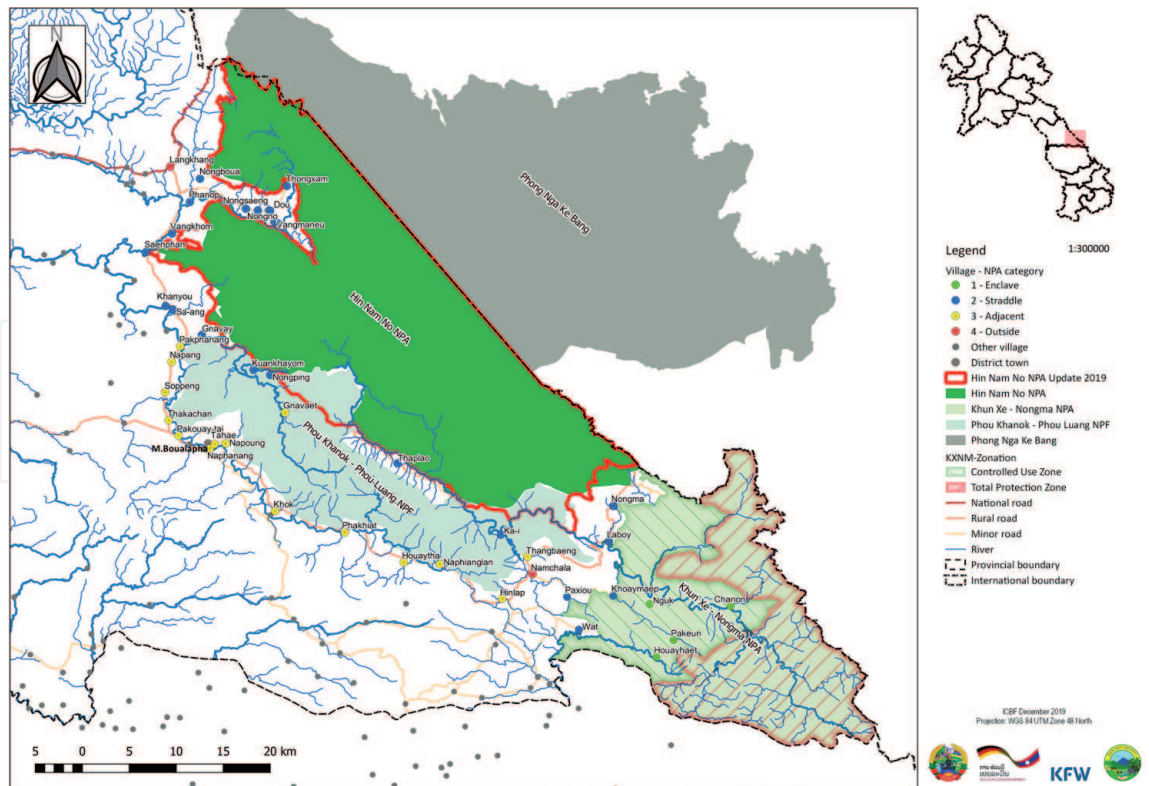 N
Langkhang
Nongboua
Thongxam
Phanop
Nongsaeng
Dou
Nongno
Vangmaneu
Vangkhom
Saenphan
Phong Nga Ke Bang
Hin Nam No NPA
Khanyou
Sa-ang
Gnavay
Pakphanang
Napang
Kuankhayom
Nongping
Soppeng
Gnavaet
Thakachan
Pakouay-tai
Tahae
M.Boualapha
Napoung
Naphanang
Phou Khanok - Phou Luang NPF
Thaplao
Khok
Nongma
Phakhiat
Ka-i
Laboy
Thangbaeng
Houaytha
Naphianglan
Namchala
Hinlap
Paxiou
Khoaymaep
Nguk
Chanon
Khun Xe - Nongma NPA
Wat
Pakeun
Houayhaet
5 0 5 10 15 20 km
Legend 1:300000
Village - NPA category
1 - Enclave
2 - Straddle
3 - Adjacent
4 - Outside
Other village
District town
Hin Nam No NPA Update 2019
Hin Nam No NPA
Khun Xe - Nongma NPA
Phou Khanok - Phou Luang NPF
Phong Nga Ke Bang
KXNM-Zonation
Controlled Use Zone
Total Protection Zone
National road
Rural road
Minor road
River
Provincial boundary
International boundary
ICBF December 2019
Projection: WGS 84 UTM Zone 48 North
KFW